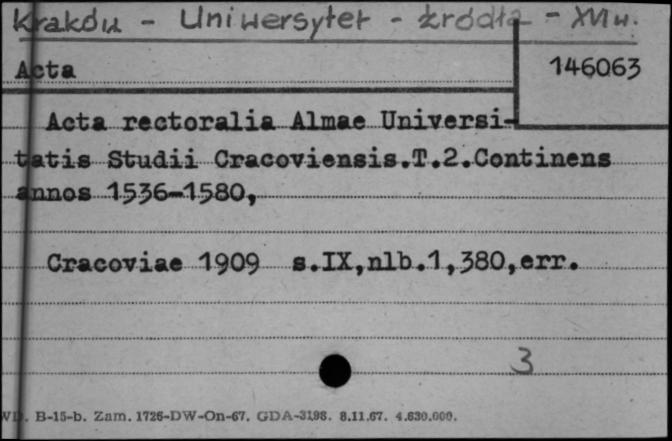 Kraków - Uniwersytet - źródła - XVI w.
Acta
146063
Acta rectoralia Almae Universi-
tatis Studii Cracoviensis.T.2.Continens
annos 1536-1580,
Cracoviae 1909 s.IX,nlb.1,380,err.
3
WD. B-15-b. Zam. 1726-DW-On-67. GDA-3198. 8.11.67. 4.630.000.